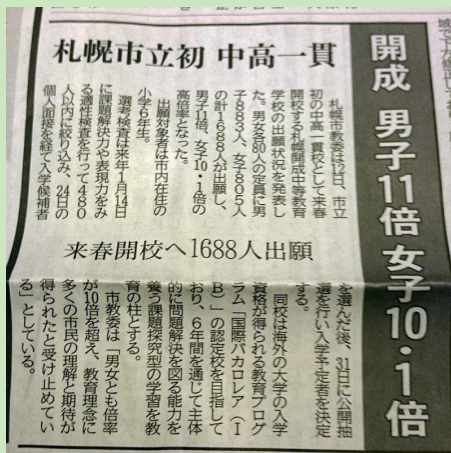 開成 男子11倍 女子10・1倍
札幌市立初 中高一貫
来春開校へ1688人出願
札幌市教委は12日、市立
初の中高一貫校として来春
開校する札幌開成中等教育
学校の出願状況を発表し
た。男女各80人の定員に男
子883人、女子805人
の計1688人が出願し、
男子11倍、女子10・1倍の
高倍率となった。
出願対象者は市内在住の
小学6年生。
選考検査は来年1月14日
に課題解決力や表現力をみ
る適性検査を行って480
人以内に絞り込み、24日の
個人面接を経て入学候補者
を選んだ後、31日に公開抽
選を行い入学予定者を決定
する。
同校は海外の大学の入学
資格が得られる教育プログ
ラム「国際バカロレア（I
B）」の認定校を目指して
おり、6年間を通じて主体
的に問題解決を図る能力を
養う課題探究型の学習を教
育の柱とする。
市教委は「男女とも倍率
が10倍を超え、教育理念に
多くの市民の理解と期待が
得られたと受け止めてい
る」としている。